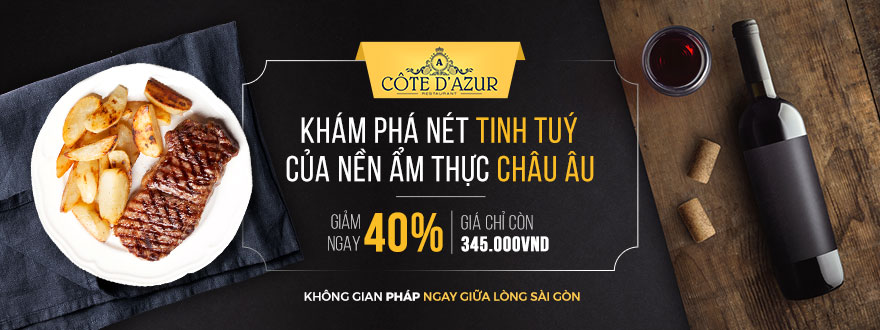 A
CÔTE D'AZUR
RESTAURANT
KHÁM PHÁ NÉT TINH TUÝ
CỦA NỀN ẨM THỰC CHÂU ÂU
GIẢM NGAY 40%
GIÁ CHỈ CÒN
345.000VND
KHÔNG GIAN PHÁP NGAY GIỮA LÒNG SÀI GÒN